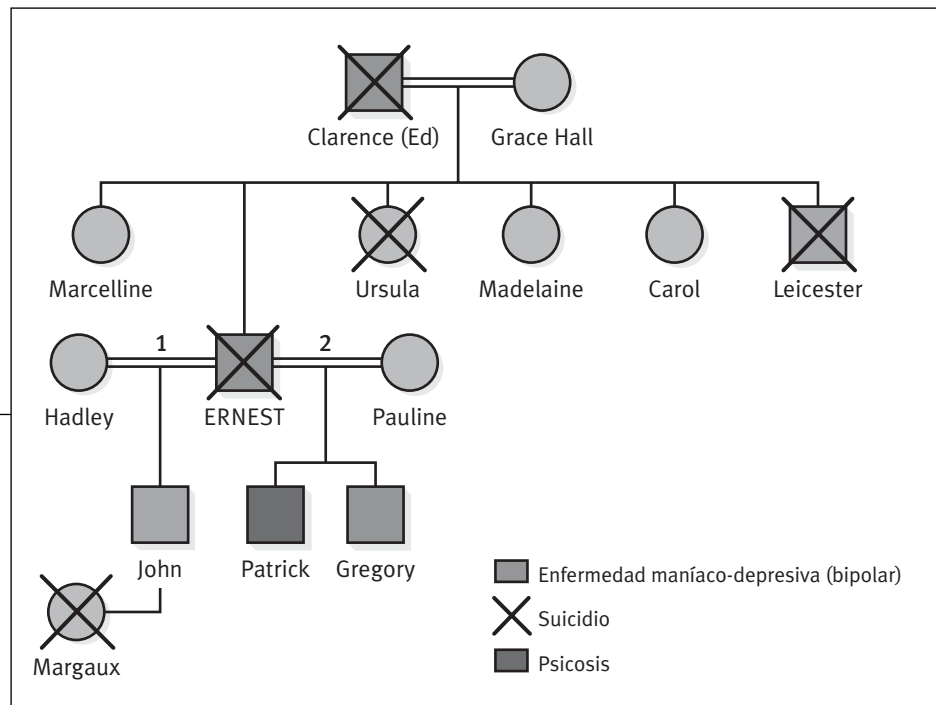 Clarence (Ed)
Grace Hall
Marcelline
Ursula
Madelaine
Carol
Leicester
1
2
Hadley
ERNEST
Pauline
John
Patrick
Gregory
Margaux
Enfermedad maníaco-depresiva (bipolar)
Suicidio
Psicosis